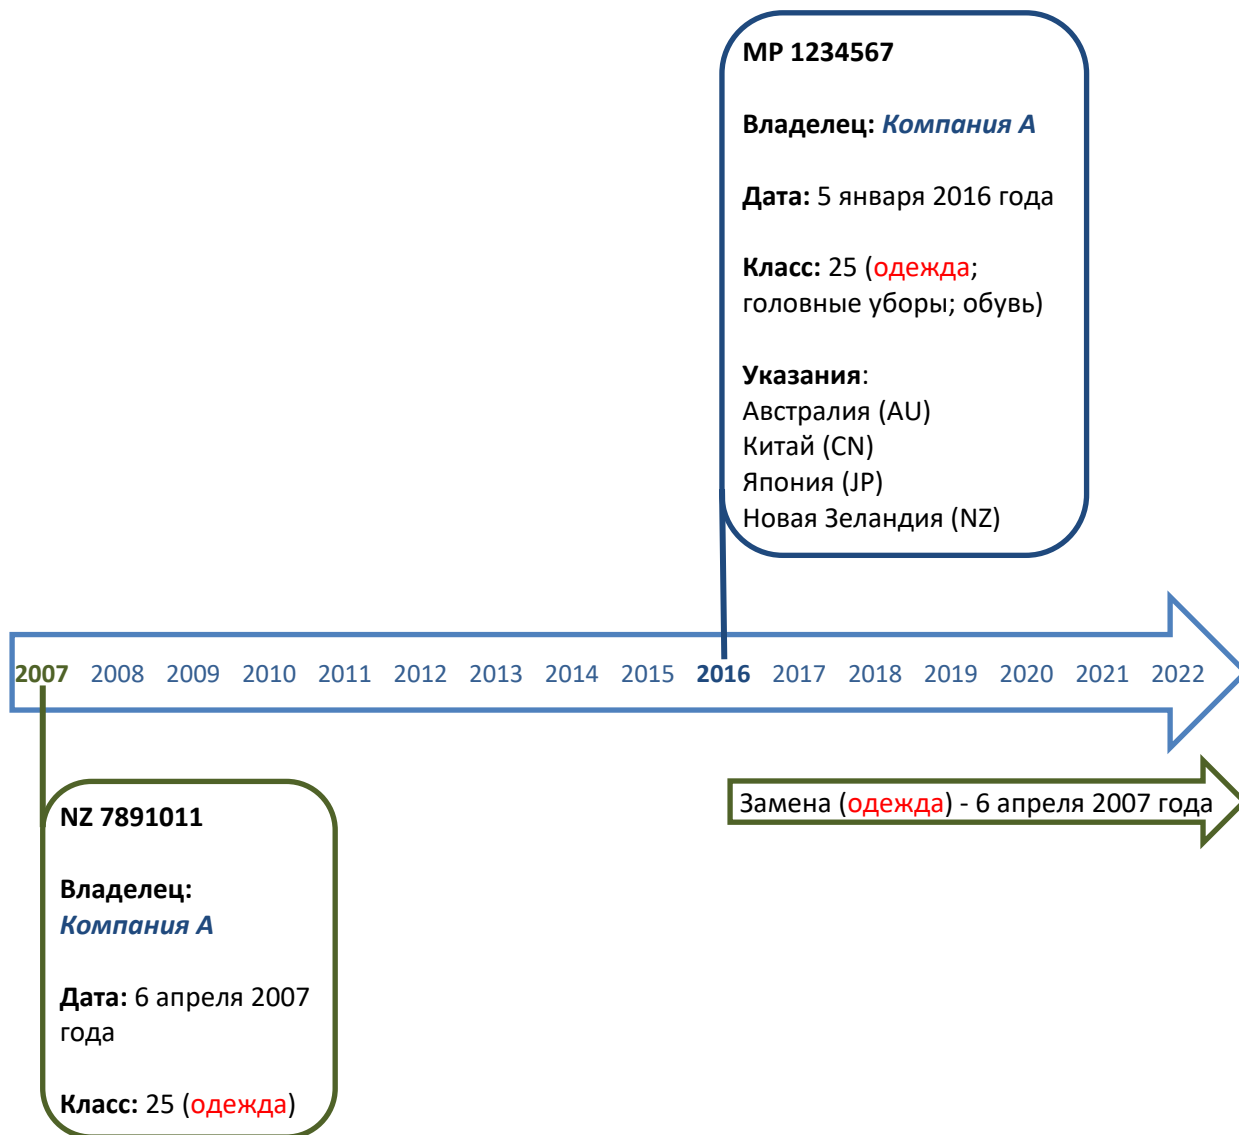 МР 1234567
Владелец: Компания А
Дата: 5 января 2016 года
Класс: 25 (одежда;
головные уборы; обувь)
Указания:
Австралия (AU)
Китай (CN)
Япония (JP)
Новая Зеландия (NZ)
2007 2008 2009 2010 2011 2012 2013 2014 2015 2016 2017 2018 2019 2020 2021 2022
Замена (одежда) - 6 апреля 2007 года
NZ 7891011
Владелец:
Компания А
Дата: 6 апреля 2007
года
Класс: 25 (одежда)